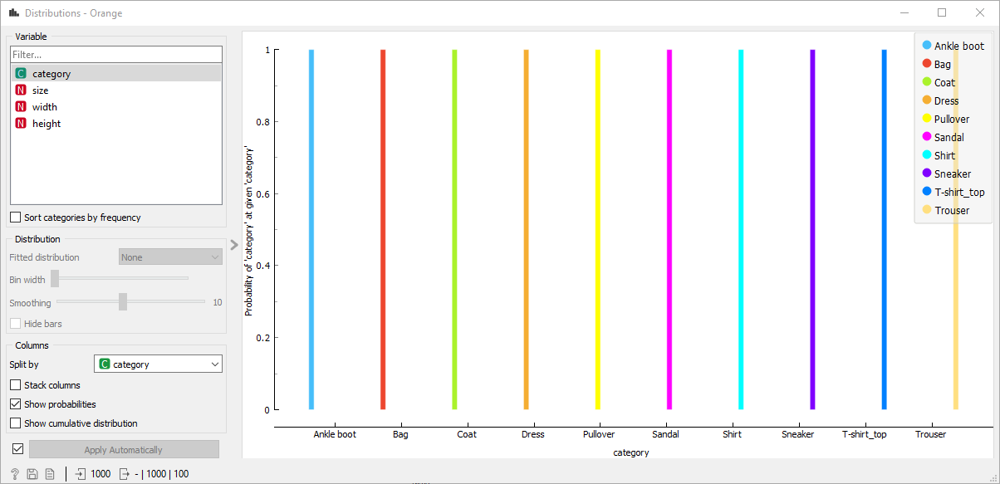 Distributions - Orange
Variable
Filter...
C category
N size
N width
N height
Sort categories by frequency
Distribution
Fitted distribution None
Bin width
Smoothing 10
Hide bars
Columns
Split by C category
Stack columns
Show probabilities
Show cumulative distribution
Apply Automatically
? 1000 - | 1000 | 100
Probability of 'category' at given 'category'
1
0.8
0.6
0.4
0.2
0
Ankle boot Bag Coat Dress Pullover Sandal Shirt Sneaker T-shirt_top Trouser
category
Ankle boot
Bag
Coat
Dress
Pullover
Sandal
Shirt
Sneaker
T-shirt_top
Trouser